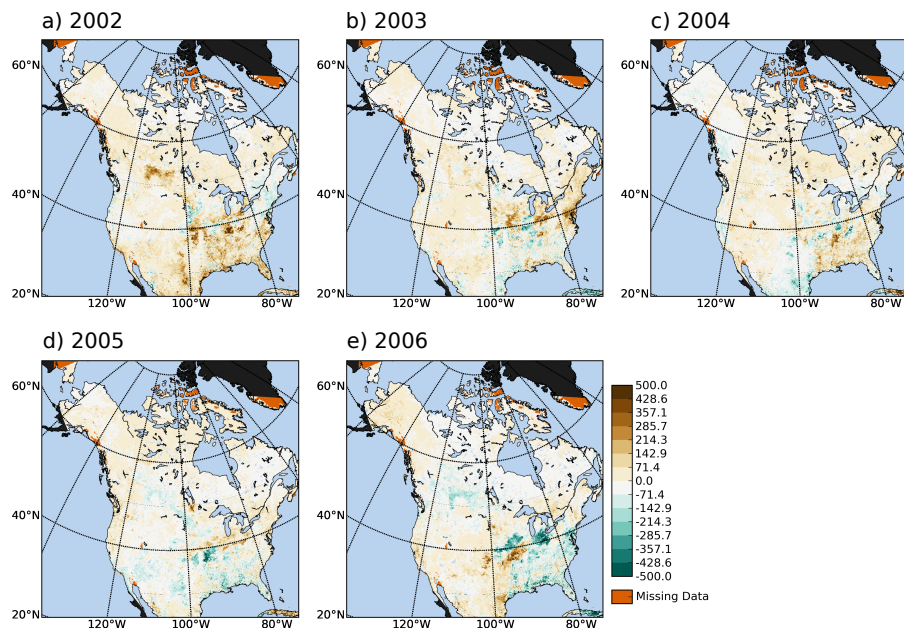 a) 2002
b) 2003
c) 2004
60°N
40°N
20°N
120°W
100°W
80°W
60°N
40°N
20°N
120°W
100°W
80°W
60°N
40°N
20°N
120°W
100°W
80°W
d) 2005
e) 2006
60°N
40°N
20°N
120°W
100°W
80°W
60°N
40°N
20°N
120°W
100°W
80°W
500.0
428.6
357.1
285.7
214.3
142.9
71.4
0.0
-71.4
-142.9
-214.3
-285.7
-357.1
-428.6
-500.0
Missing Data